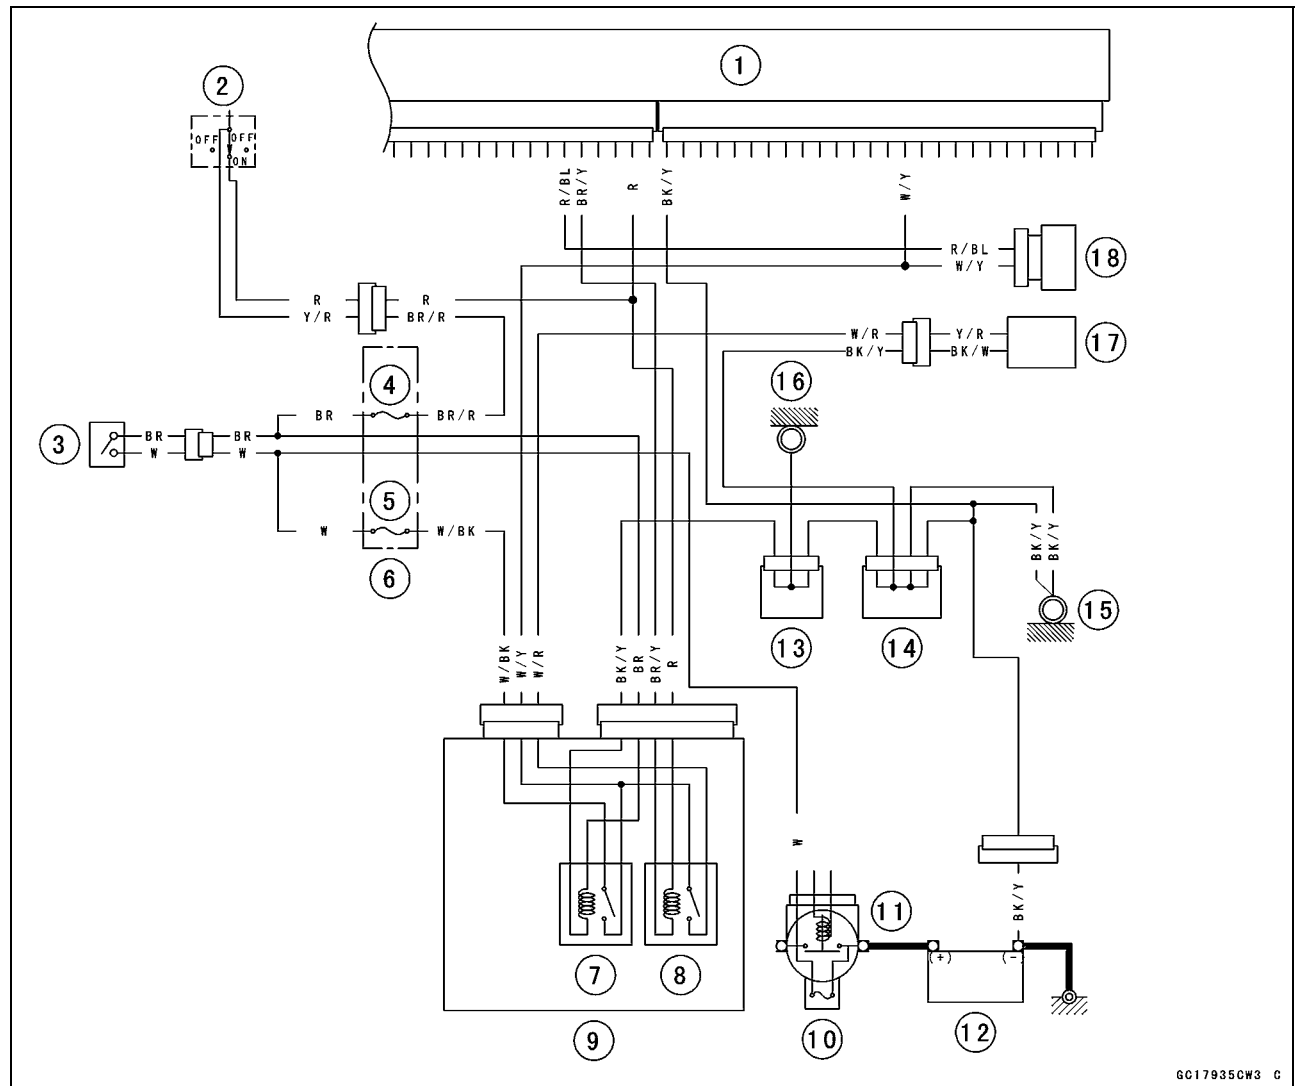 1
2
OFF OFF
ON
R/BL
BR/Y
R
BK/Y
W/Y
R/BL
W/Y
18
R R
Y/R BR/R
W/R Y/R
BK/Y BK/W
17
16
4
BR BR/R
3
BR BR
W W
5
W W/BK
6
BK/Y
BK/Y
15
13
14
W/BK
W/Y
W/R
BK/Y
BR
BR/Y
R
W
BK/Y
11
(+) (-)
7
8
9
10
12
GC17935CW3 C